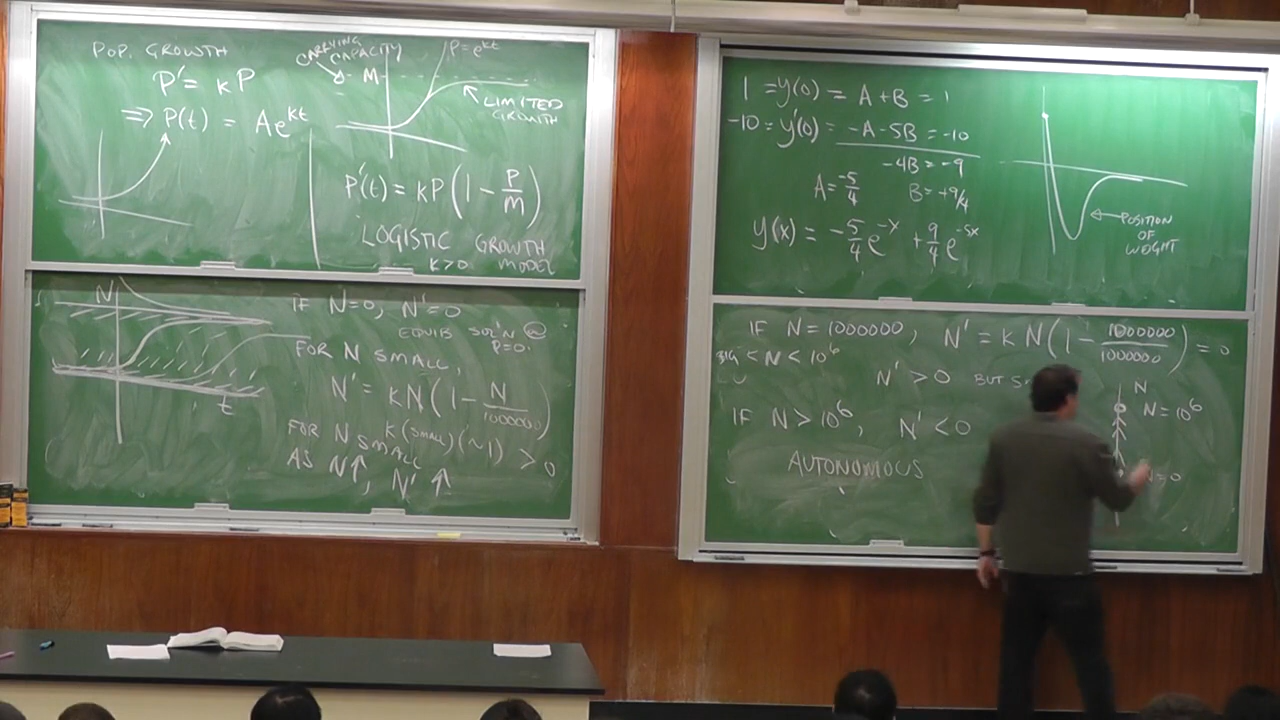 POP. GROWTH
P' = kP
⇒ P(t) = Ae^{kt}
CARRYING
CAPACITY
M
P = e^{kt}
LIMITED
GROWTH
P'(t) = kP(1 - P/M)
LOGISTIC GROWTH
k>0 MODEL
N
t
IF N=0, N'=0
EQUIB SOL'N @
P=0.
FOR N SMALL,
N' = kN(1 - N/1000000)
FOR N SMALL K(SMALL)(~1) > 0
AS N↑, N' ↑
1 = y(0) = A + B = 1
-10 = y'(0) = -A - 5B = -10
-4B = -9
A = -5/4 B = +9/4
y(x) = -5/4 e^{-x} + 9/4 e^{-5x}
POSITION
OF
WEIGHT
IF N = 1000000, N' = kN(1 - 1000000/1000000) = 0
< N < 10^6
N' > 0 BUT
IF N > 10^6, N' < 0
AUTONOMOUS
N
N = 10^6
N = 0